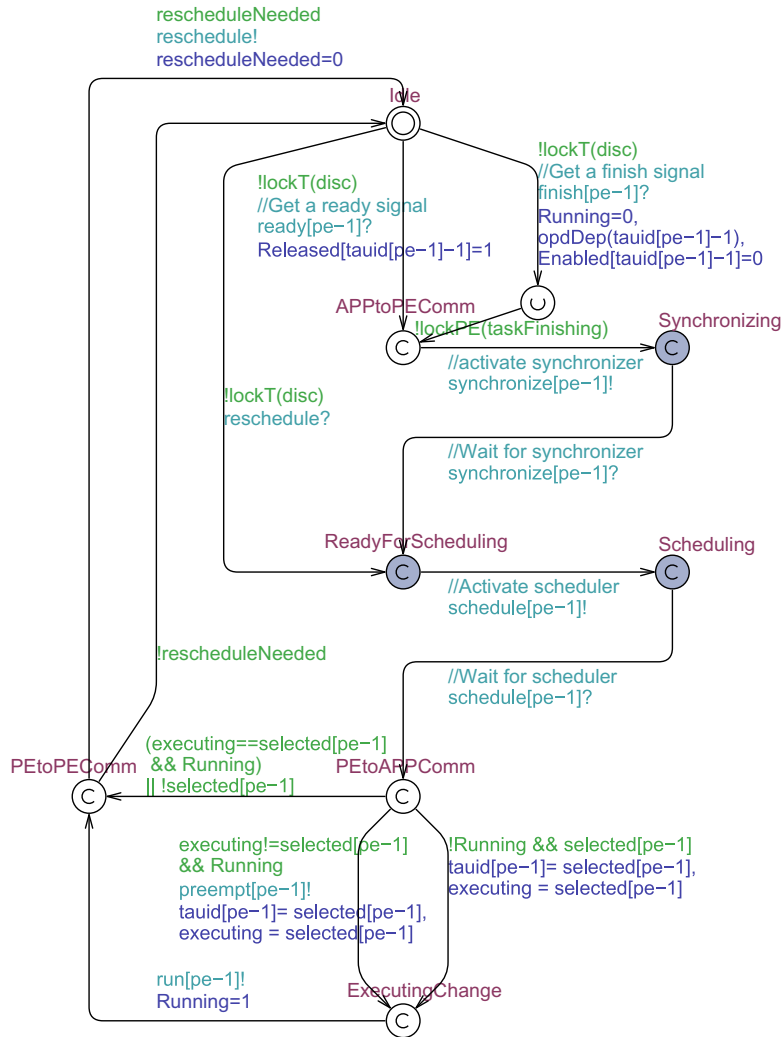 rescheduleNeeded
reschedule!
rescheduleNeeded=0
Idle
!lockT(disc)
//Get a ready signal
ready[pe−1]?
Released[tauid[pe−1]−1]=1
!lockT(disc)
//Get a finish signal
finish[pe−1]?
Running=0,
opdDep(tauid[pe−1]−1),
Enabled[tauid[pe−1]−1]=0
APPtoPEComm
!lockPE(taskFinishing)
Synchronizing
C
C
//activate synchronizer
synchronize[pe−1]!
!lockT(disc)
reschedule?
//Wait for synchronizer
synchronize[pe−1]?
ReadyForScheduling
Scheduling
C
C
//Activate scheduler
schedule[pe−1]!
!rescheduleNeeded
//Wait for scheduler
schedule[pe−1]?
(executing==selected[pe−1]
&& Running)
|| !selected[pe−1]
PEtoPEComm
PEtoAPPComm
C
C
executing!=selected[pe−1]
&& Running
preempt[pe−1]!
tauid[pe−1]= selected[pe−1],
executing = selected[pe−1]
!Running && selected[pe−1]
tauid[pe−1]= selected[pe−1],
executing = selected[pe−1]
run[pe−1]!
Running=1
ExecutingChange
C